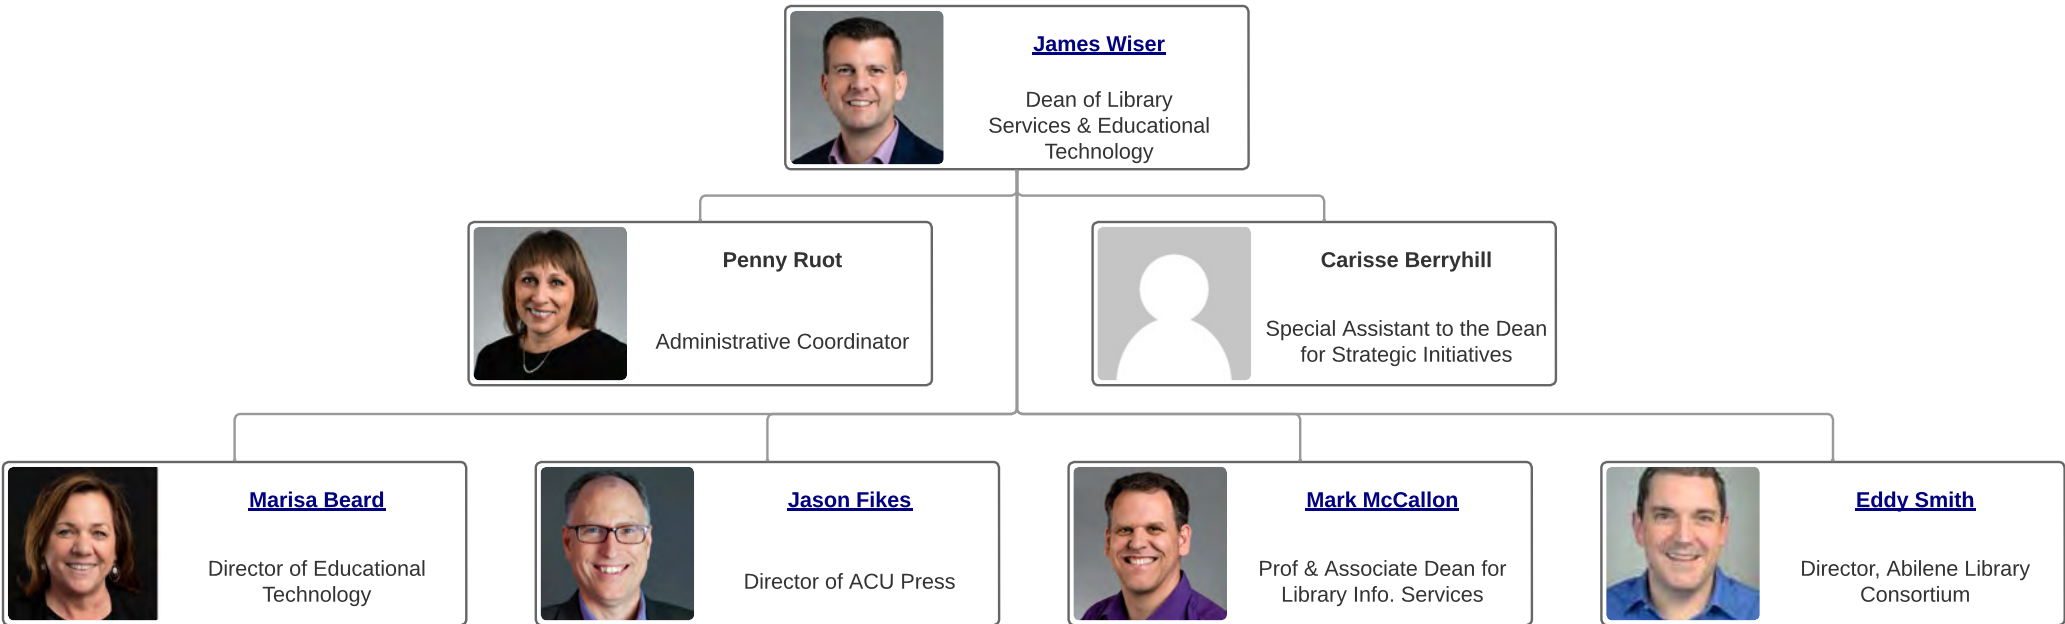 James Wiser
Dean of Library
Services & Educational
Technology
Penny Ruot
Administrative Coordinator
Carisse Berryhill
Special Assistant to the Dean
for Strategic Initiatives
Marisa Beard
Director of Educational
Technology
Jason Fikes
Director of ACU Press
Mark McCallon
Prof & Associate Dean for
Library Info. Services
Eddy Smith
Director, Abilene Library
Consortium